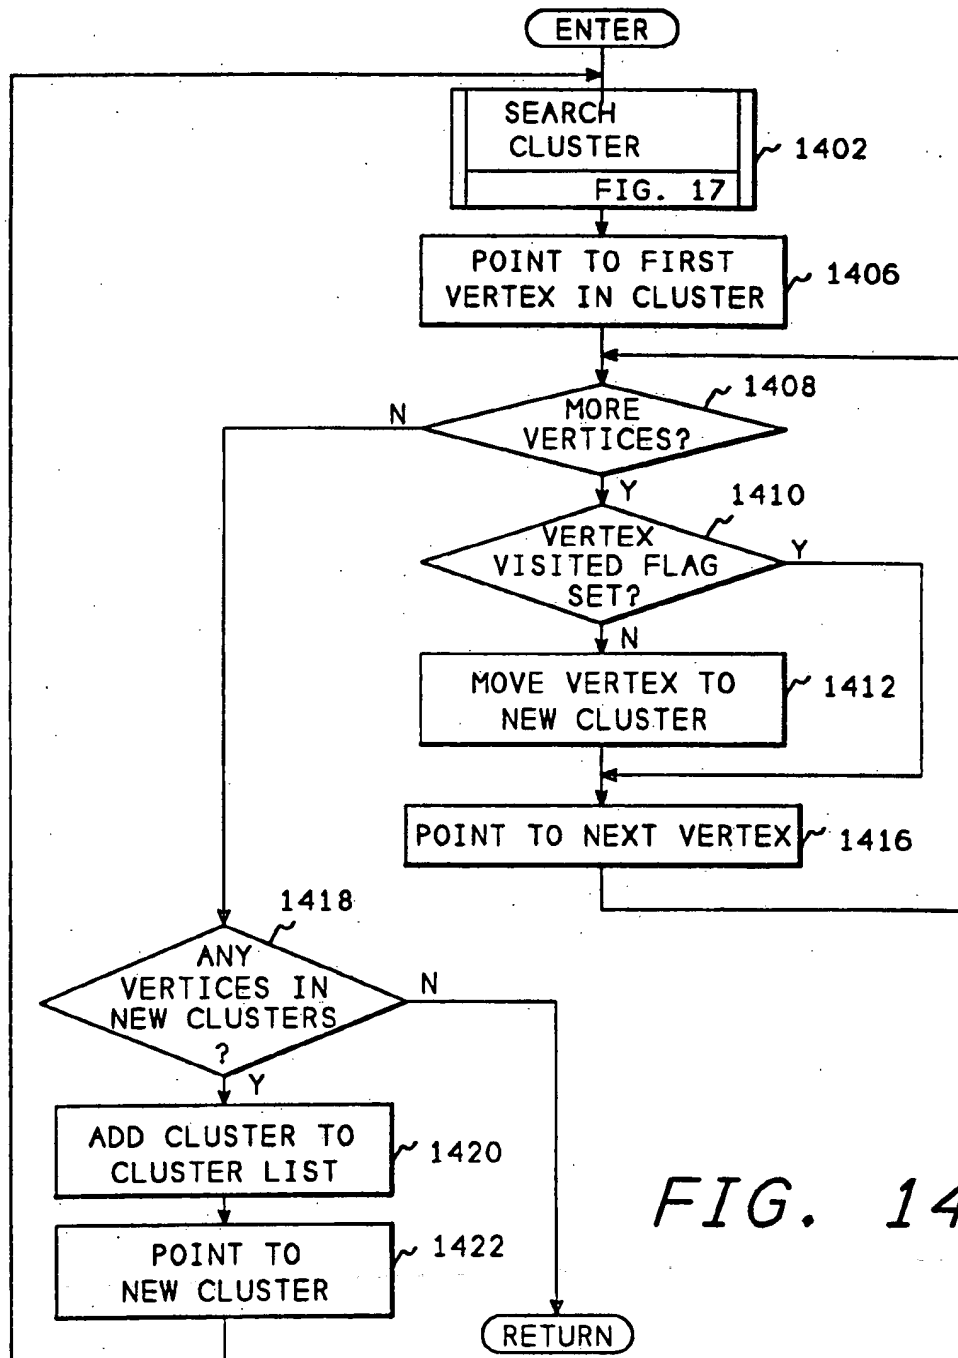 ENTER
SEARCH
CLUSTER
FIG. 17
1402
POINT TO FIRST
VERTEX IN CLUSTER
1406
1408
N
MORE
VERTICES?
Y
1410
VERTEX
VISITED FLAG
SET?
Y
N
MOVE VERTEX TO
NEW CLUSTER
1412
POINT TO NEXT VERTEX
1416
1418
ANY
VERTICES IN
NEW CLUSTERS
?
N
Y
ADD CLUSTER TO
CLUSTER LIST
1420
FIG. 14
POINT TO
NEW CLUSTER
1422
RETURN